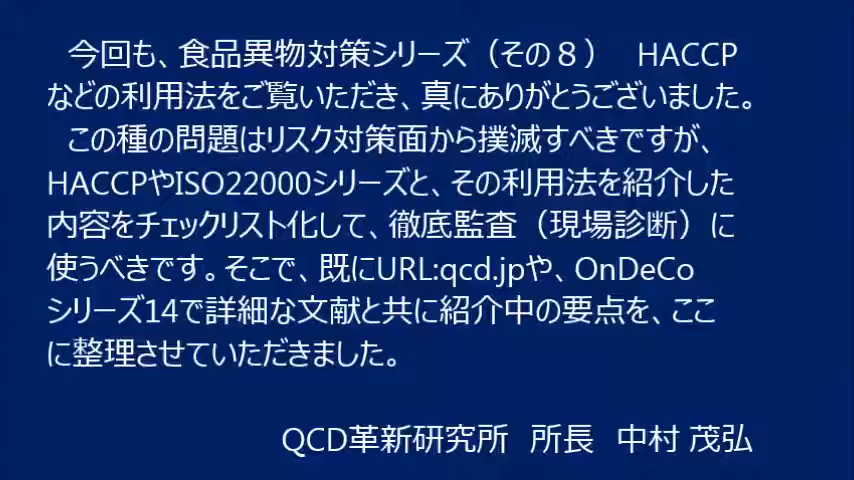 今回も、食品異物対策シリーズ（その８）　HACCP
などの利用法をご覧いただき、真にありがとうございました。
この種の問題はリスク対策面から撲滅すべきですが、
HACCPやISO22000シリーズと、その利用法を紹介した
内容をチェックリスト化して、徹底監査（現場診断）に
使うべきです。そこで、既にURL:qcd.jpや、OnDeCo
シリーズ14で詳細な文献と共に紹介中の要点を、ここ
に整理させていただきました。
QCD革新研究所　所長　中村 茂弘